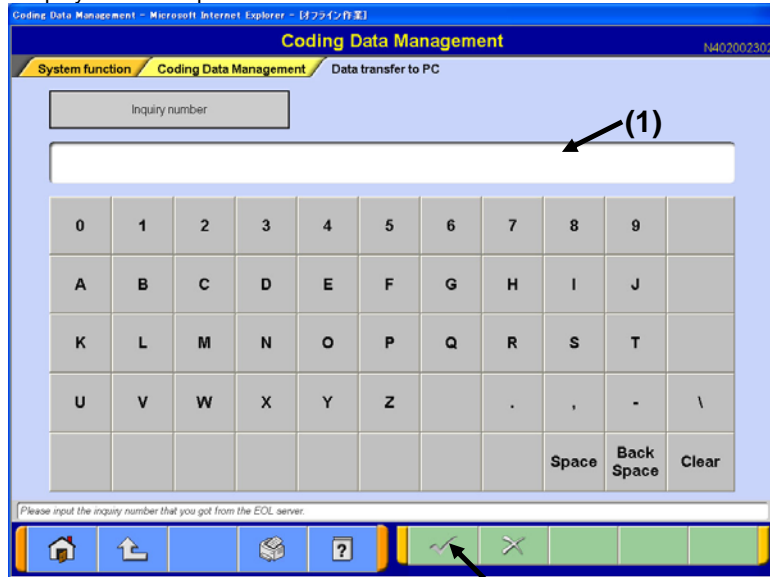 Coding Data Management - Microsoft Internet Explorer - [オフライン作業]
Coding Data Management
N402002302
System function Coding Data Management Data transfer to PC
Inquiry number
(1)
0 1 2 3 4 5 6 7 8 9
A B C D E F G H I J
K L M N O P Q R S T
U V W X Y Z . , - \
Space Back Space Clear
Please input the inquiry number that you got from the EOL server.
?